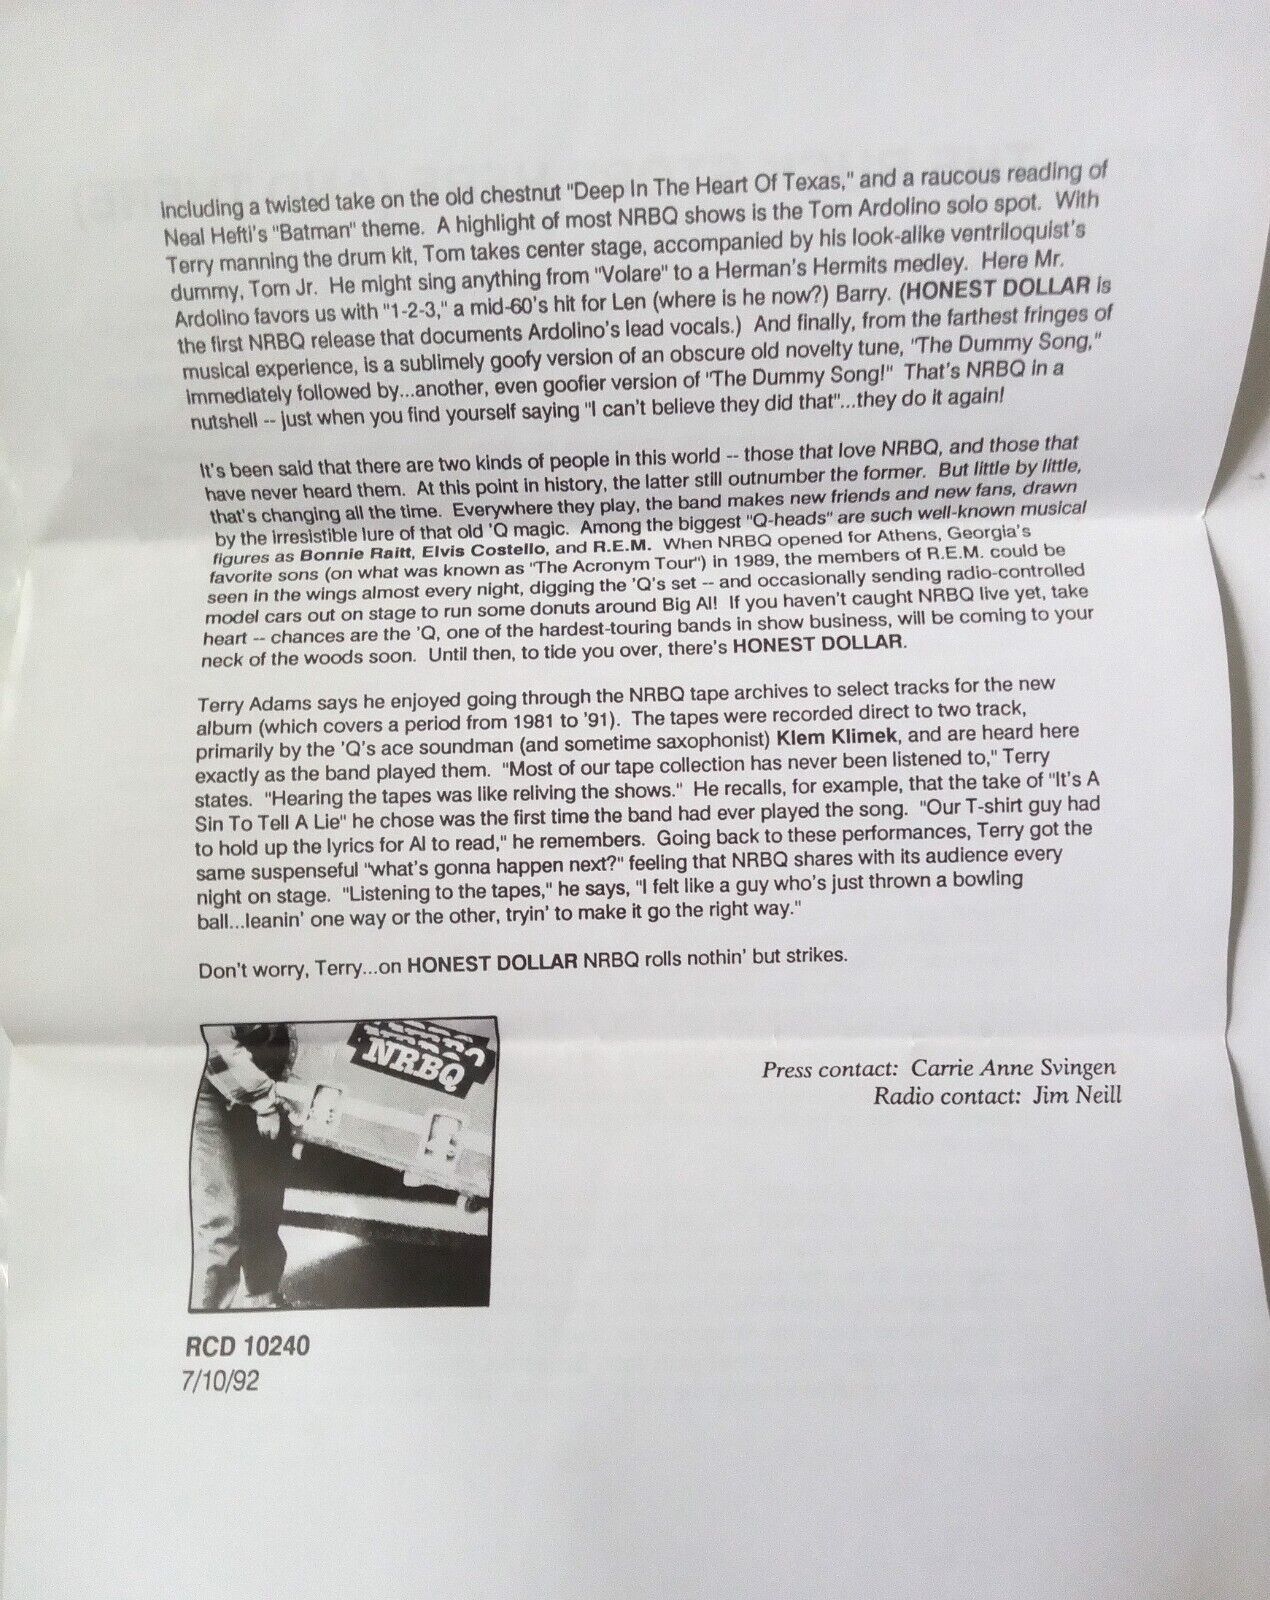 including a twisted take on the old chestnut "Deep In The Heart Of Texas," and a raucous reading of
Neal Hefti's "Batman" theme. A highlight of most NRBQ shows is the Tom Ardolino solo spot. With
Terry manning the drum kit, Tom takes center stage, accompanied by his look-alike ventriloquist's
dummy, Tom Jr. He might sing anything from "Volare" to a Herman's Hermits medley. Here Mr.
Ardolino favors us with "1-2-3," a mid-60's hit for Len (where is he now?) Barry. (HONEST DOLLAR is
the first NRBQ release that documents Ardolino's lead vocals.) And finally, from the farthest fringes of
musical experience, is a sublimely goofy version of an obscure old novelty tune, "The Dummy Song,"
immediately followed by...another, even goofier version of "The Dummy Song!" That's NRBQ in a
nutshell -- just when you find yourself saying "I can't believe they did that"...they do it again!
It's been said that there are two kinds of people in this world -- those that love NRBQ, and those that
have never heard them. At this point in history, the latter still outnumber the former. But little by little,
that's changing all the time. Everywhere they play, the band makes new friends and new fans, drawn
by the irresistible lure of that old 'Q magic. Among the biggest "Q-heads" are such well-known musical
figures as Bonnie Raitt, Elvis Costello, and R.E.M. When NRBQ opened for Athens, Georgia's
favorite sons (on what was known as "The Acronym Tour") in 1989, the members of R.E.M. could be
seen in the wings almost every night, digging the 'Q's set -- and occasionally sending radio-controlled
model cars out on stage to run some donuts around Big Al! If you haven't caught NRBQ live yet, take
heart -- chances are the 'Q, one of the hardest-touring bands in show business, will be coming to your
neck of the woods soon. Until then, to tide you over, there's HONEST DOLLAR.
Terry Adams says he enjoyed going through the NRBQ tape archives to select tracks for the new
album (which covers a period from 1981 to '91). The tapes were recorded direct to two track,
primarily by the 'Q's ace soundman (and sometime saxophonist) Klem Klimek, and are heard here
exactly as the band played them. "Most of our tape collection has never been listened to," Terry
states. "Hearing the tapes was like reliving the shows." He recalls, for example, that the take of "It's A
Sin To Tell A Lie" he chose was the first time the band had ever played the song. "Our T-shirt guy had
to hold up the lyrics for Al to read," he remembers. Going back to these performances, Terry got the
same suspenseful "what's gonna happen next?" feeling that NRBQ shares with its audience every
night on stage. "Listening to the tapes," he says, "I felt like a guy who's just thrown a bowling
ball...leanin' one way or the other, tryin' to make it go the right way."
Don't worry, Terry...on HONEST DOLLAR NRBQ rolls nothin' but strikes.
NRBQ
Press contact: Carrie Anne Svingen
Radio contact: Jim Neill
RCD 10240
7/10/92